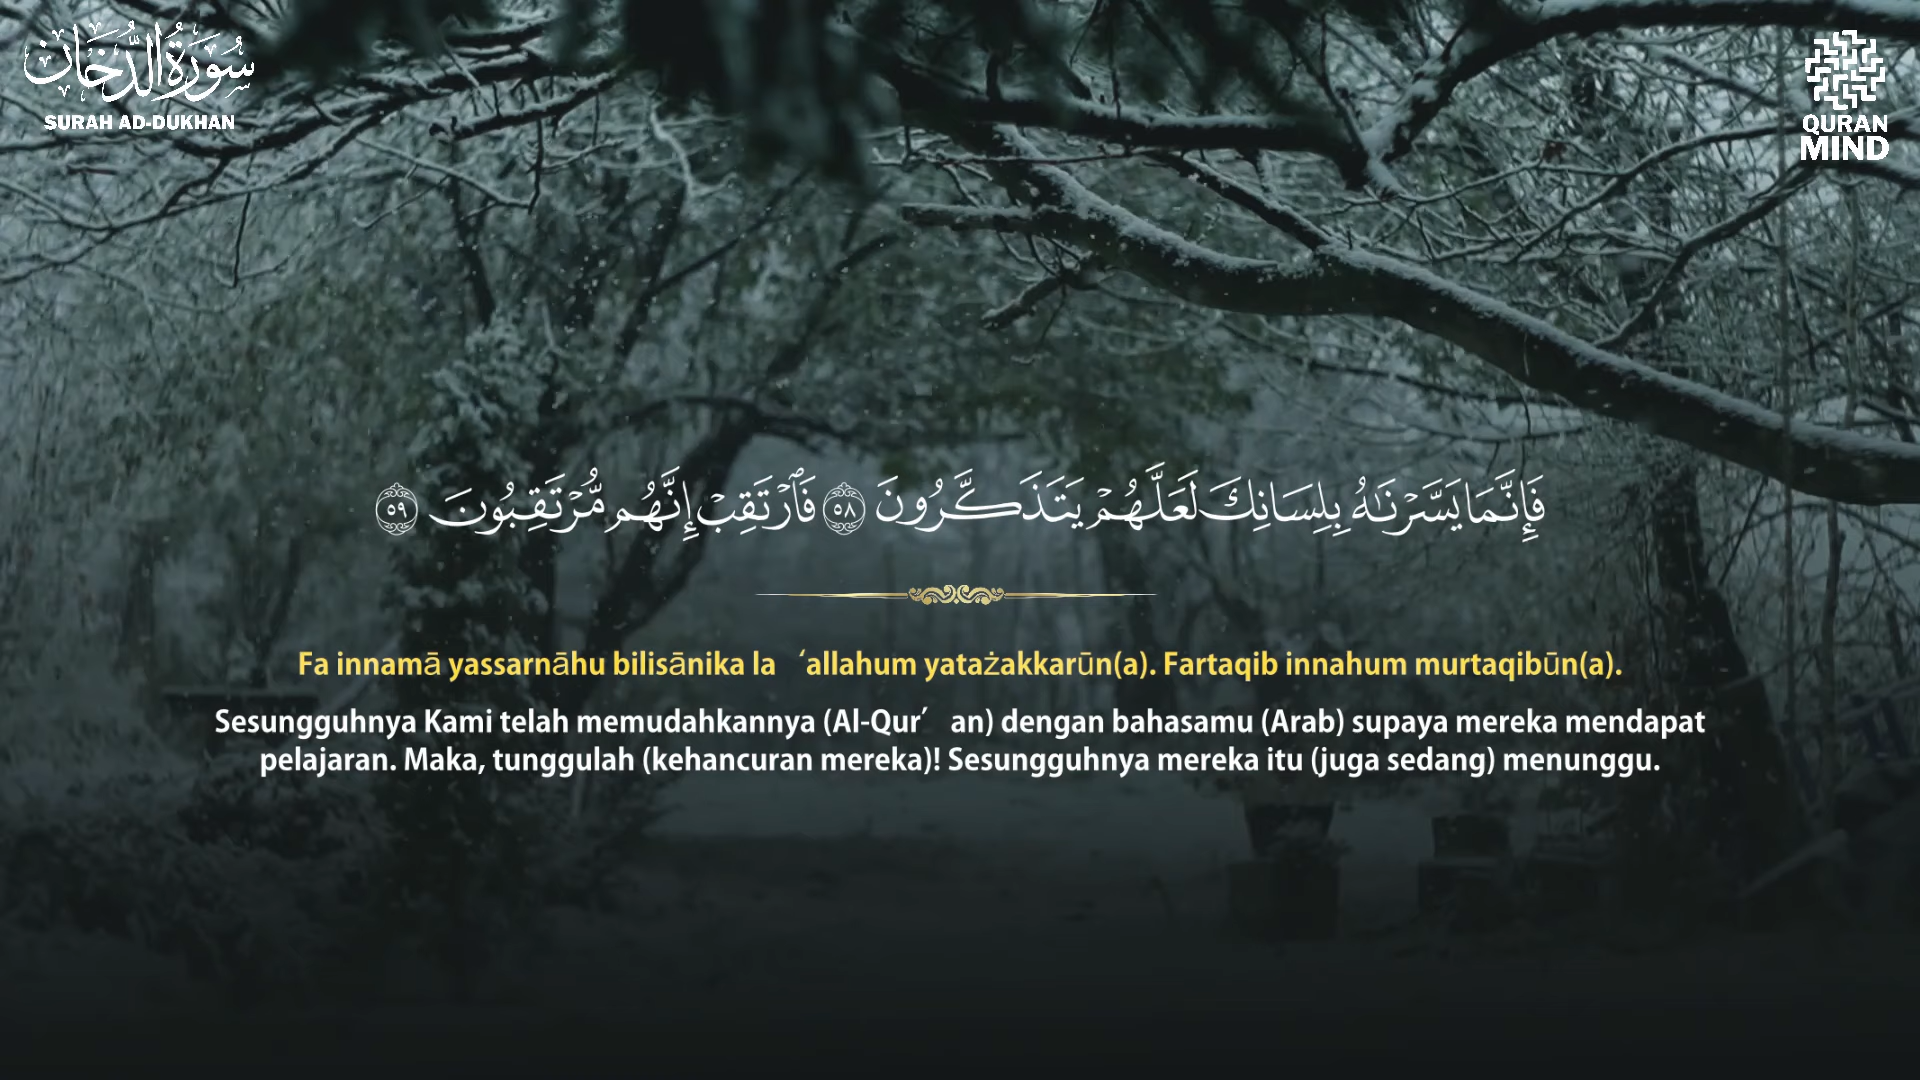 سُورَةُ الدُّخَان
SURAH AD-DUKHAN
QURAN
MIND
فَإِنَّمَا يَسَّرْنَٰهُ بِلِسَانِكَ لَعَلَّهُمْ يَتَذَكَّرُونَ ٥٨ فَٱرْتَقِبْ إِنَّهُم مُّرْتَقِبُونَ ٥٩
Fa innamā yassarnāhu bilisānika la ‘allahum yatażakkarūn(a). Fartaqib innahum murtaqibūn(a).
Sesungguhnya Kami telah memudahkannya (Al-Qur’ an) dengan bahasamu (Arab) supaya mereka mendapat
pelajaran. Maka, tunggulah (kehancuran mereka)! Sesungguhnya mereka itu (juga sedang) menunggu.